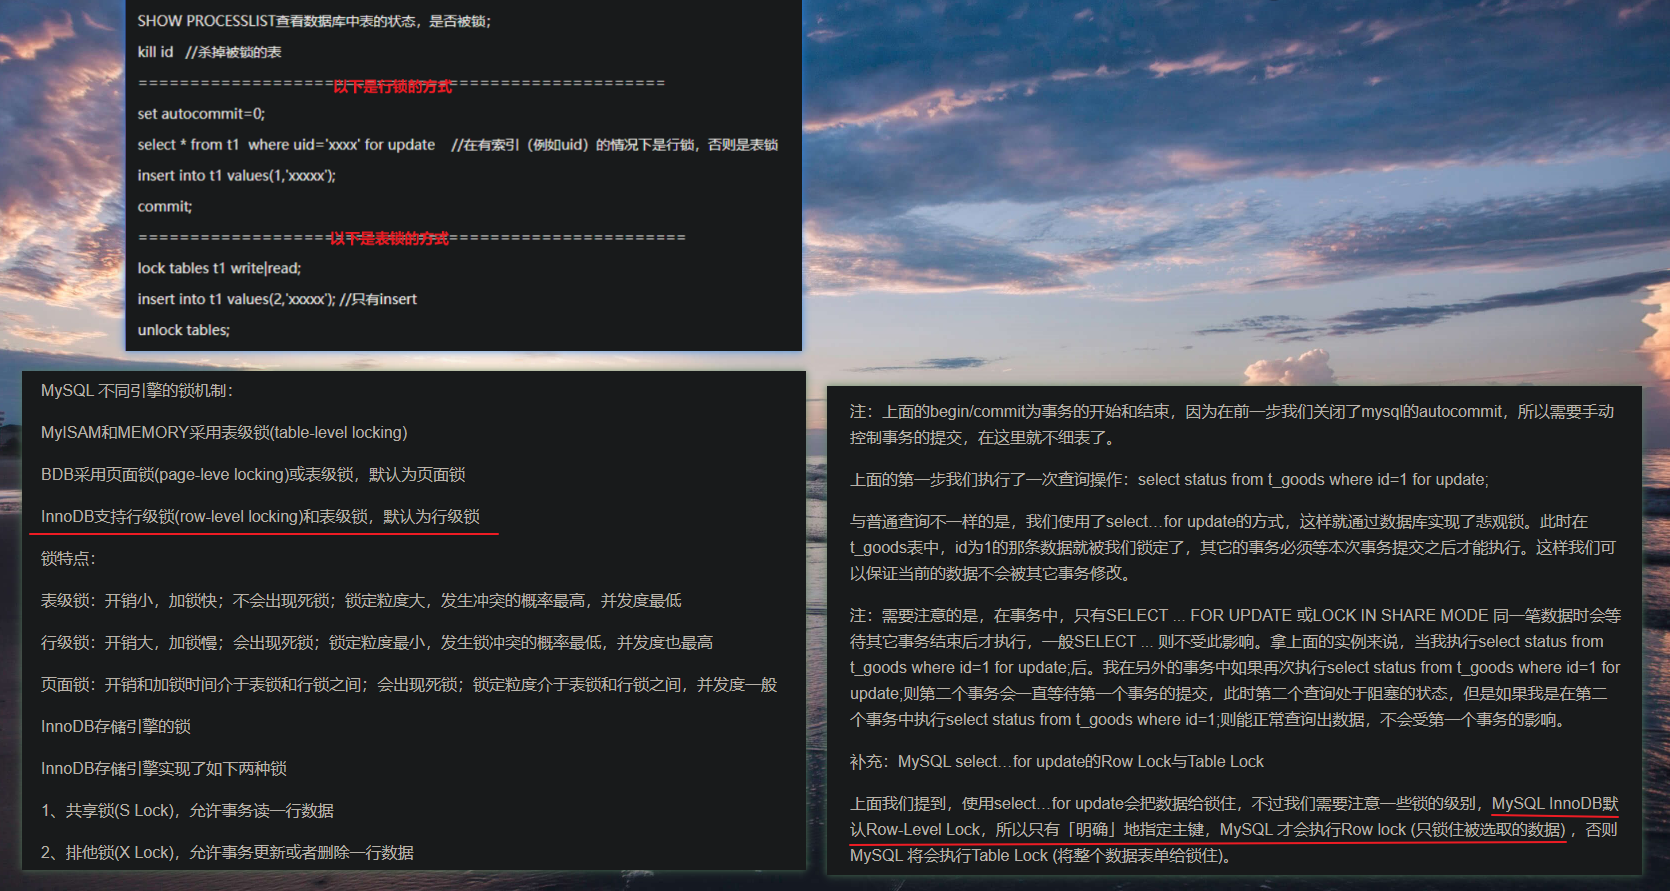 SHOW PROCESSLIST查看数据库中表的状态，是否被锁；
kill id   //杀掉被锁的表
===================以下是行锁的方式=====================
set autocommit=0;
select * from t1  where uid='xxxx' for update    //在有索引（例如uid）的情况下是行锁，否则是表锁
insert into t1 values(1,'xxxxx');
commit;
===================以下是表锁的方式=======================
lock tables t1 write|read;
insert into t1 values(2,'xxxxx'); //只有insert
unlock tables;
MySQL 不同引擎的锁机制：
MyISAM和MEMORY采用表级锁(table-level locking)
BDB采用页面锁(page-leve locking)或表级锁，默认为页面锁
InnoDB支持行级锁(row-level locking)和表级锁，默认为行级锁
锁特点：
表级锁：开销小，加锁快；不会出现死锁；锁定粒度大，发生冲突的概率最高，并发度最低
行级锁：开销大，加锁慢；会出现死锁；锁定粒度最小，发生锁冲突的概率最低，并发度也最高
页面锁：开销和加锁时间介于表锁和行锁之间；会出现死锁；锁定粒度介于表锁和行锁之间，并发度一般
InnoDB存储引擎的锁
InnoDB存储引擎实现了如下两种锁
1、共享锁(S Lock)，允许事务读一行数据
2、排他锁(X Lock)，允许事务更新或者删除一行数据
注：上面的begin/commit为事务的开始和结束，因为在前一步我们关闭了mysql的autocommit，所以需要手动
控制事务的提交，在这里就不细表了。
上面的第一步我们执行了一次查询操作：select status from t_goods where id=1 for update;
与普通查询不一样的是，我们使用了select…for update的方式，这样就通过数据库实现了悲观锁。此时在
t_goods表中，id为1的那条数据就被我们锁定了，其它的事务必须等本次事务提交之后才能执行。这样我们可
以保证当前的数据不会被其它事务修改。
注：需要注意的是，在事务中，只有SELECT ... FOR UPDATE 或LOCK IN SHARE MODE 同一笔数据时会等
待其它事务结束后才执行，一般SELECT ... 则不受此影响。拿上面的实例来说，当我执行select status from
t_goods where id=1 for update;后。我在另外的事务中如果再次执行select status from t_goods where id=1 for
update;则第二个事务会一直等待第一个事务的提交，此时第二个查询处于阻塞的状态，但是如果我是在第二
个事务中执行select status from t_goods where id=1;则能正常查询出数据，不会受第一个事务的影响。
补充：MySQL select…for update的Row Lock与Table Lock
上面我们提到，使用select…for update会把数据给锁住，不过我们需要注意一些锁的级别，MySQL InnoDB默
认Row-Level Lock，所以只有「明确」地指定主键，MySQL 才会执行Row lock (只锁住被选取的数据) ，否则
MySQL 将会执行Table Lock (将整个数据表单给锁住)。